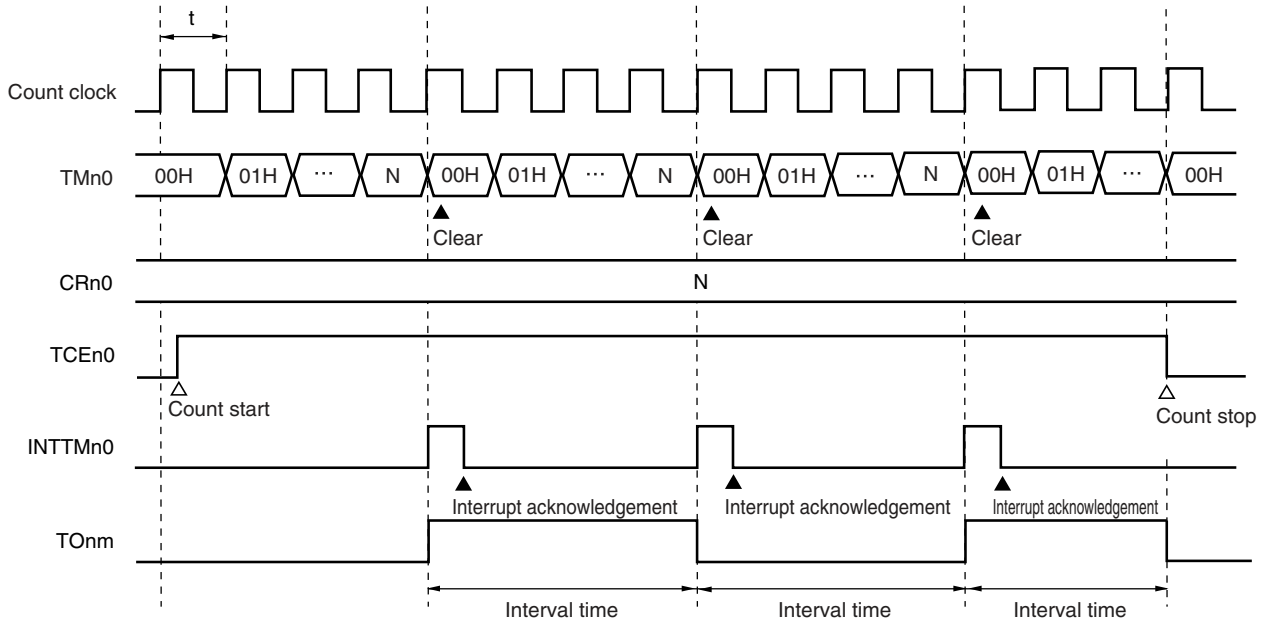 t
Count clock
TMn0 00H 01H ... N 00H 01H ... N 00H 01H ... N 00H 01H ... 00H
Clear Clear Clear
CRn0 N
TCEn0
Count start Count stop
INTTMn0
Interrupt acknowledgement Interrupt acknowledgement Interrupt acknowledgement
TOnm
Interval time Interval time Interval time